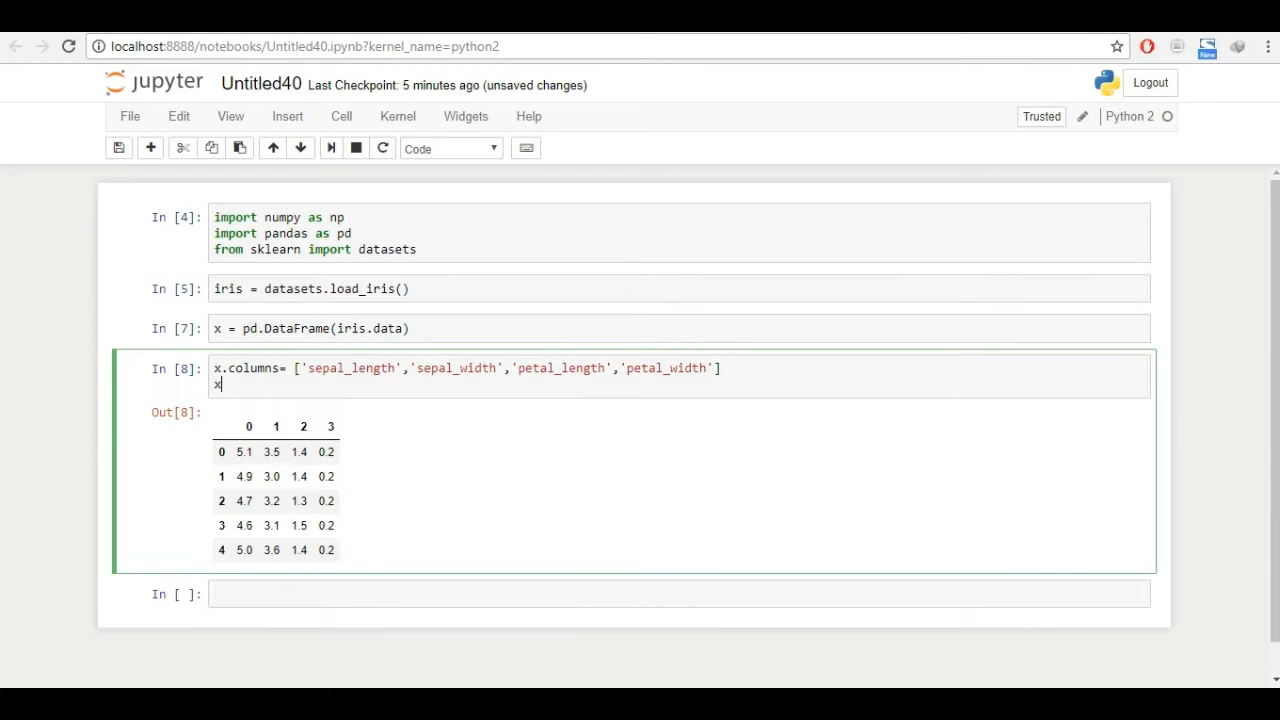 localhost:8888/notebooks/Untitled40.ipynb?kernel_name=python2
New
jupyter Untitled40 Last Checkpoint: 5 minutes ago (unsaved changes)
Logout
File Edit View Insert Cell Kernel Widgets Help
Trusted
Python 2
Code
In [4]: import numpy as np
import pandas as pd
from sklearn import datasets
In [5]: iris = datasets.load_iris()
In [7]: x = pd.DataFrame(iris.data)
In [8]: x.columns= ['sepal_length','sepal_width','petal_length','petal_width']
x
Out[8]:
0 1 2 3
0 5.1 3.5 1.4 0.2
1 4.9 3.0 1.4 0.2
2 4.7 3.2 1.3 0.2
3 4.6 3.1 1.5 0.2
4 5.0 3.6 1.4 0.2
In [ ]: